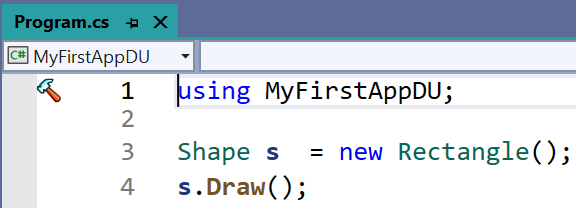 Program.cs
C# MyFirstAppDU
1 using MyFirstAppDU;
2
3 Shape s  = new Rectangle();
4 s.Draw();